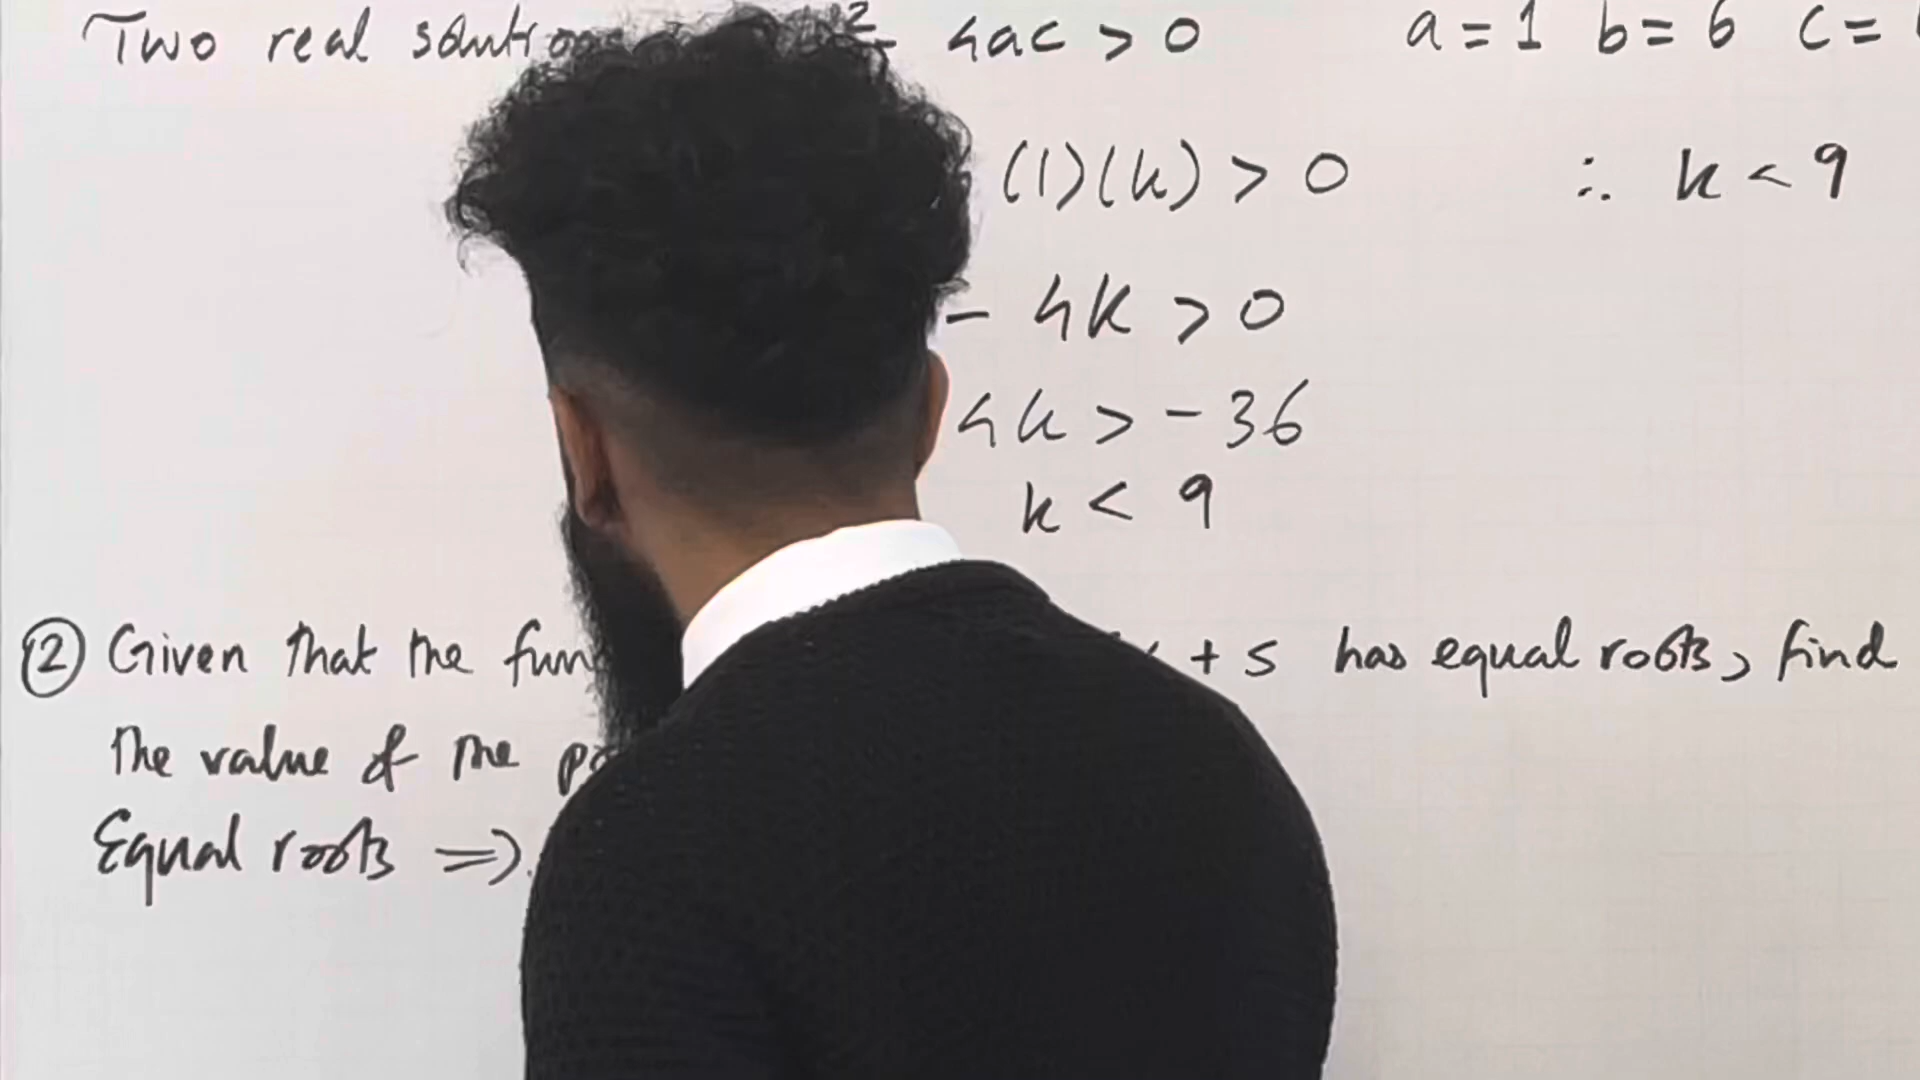 Two real solutions b² - 4ac > 0 a = 1 b = 6 c =
(1)(k) > 0 ∴ k < 9
- 4k > 0
4k > - 36
k < 9
② Given that the + 5 has equal roots, find
the value of the
Equal roots ⇒